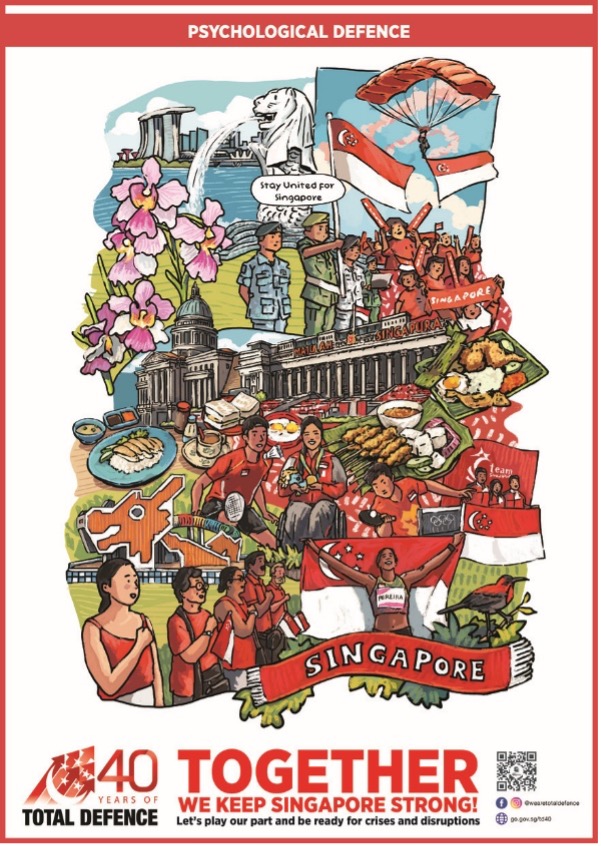 PSYCHOLOGICAL DEFENCE
Stay United for
Singapore
SINGAPORE
MAJULAH
SINGAPURA
team
PEREIRA
SINGAPORE
40
YEARS OF
TOTAL DEFENCE
TOGETHER
WE KEEP SINGAPORE STRONG!
Let's play our part and be ready for crises and disruptions
@wearetotaldefence
go.gov.sg/td40